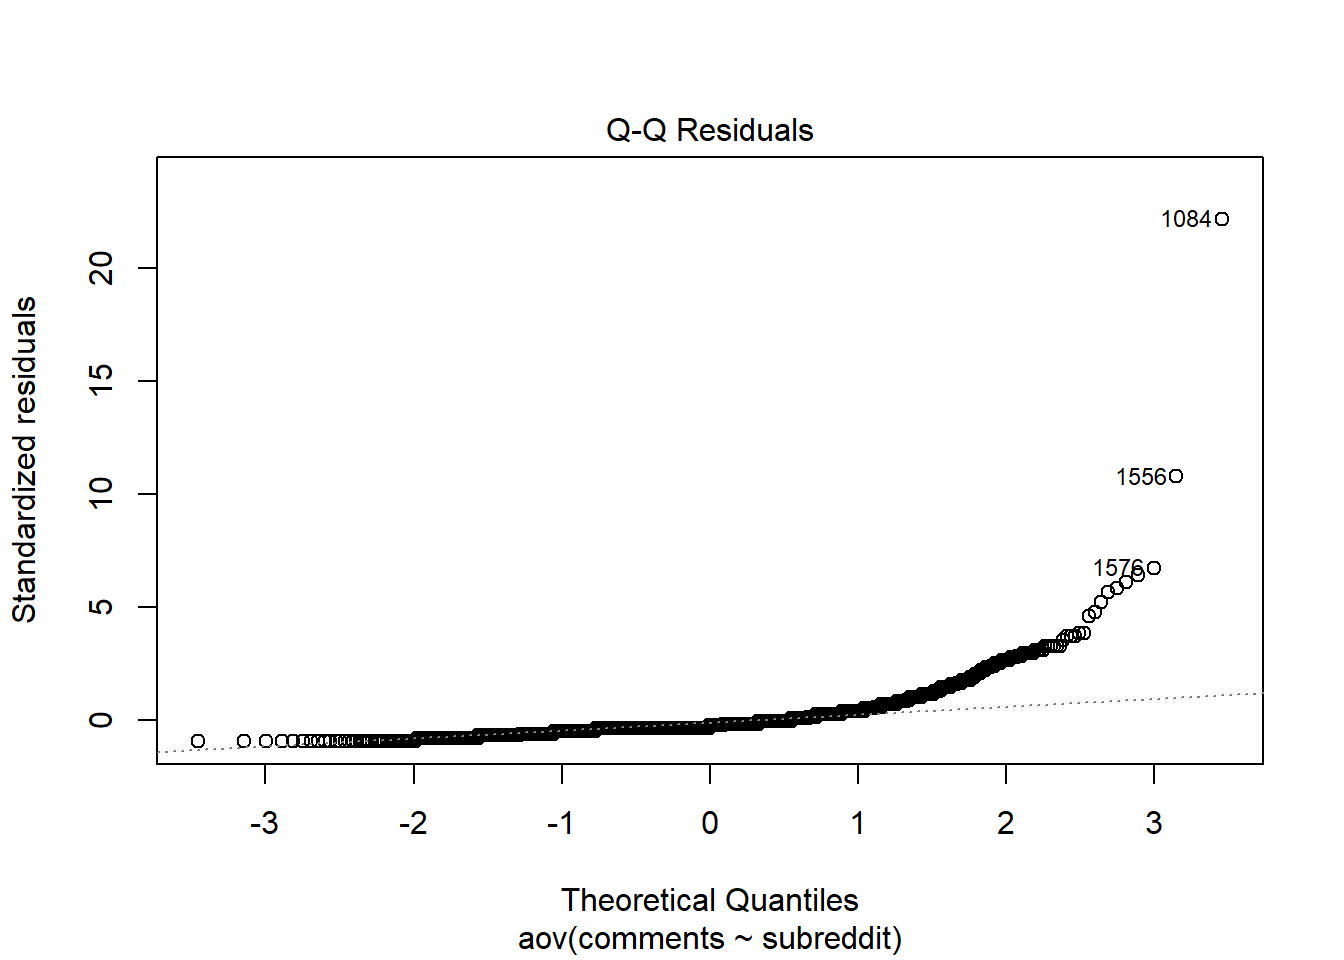 Q-Q Residuals
Standardized residuals
20
15
10
5
0
1084
1556
1576
-3 -2 -1 0 1 2 3
Theoretical Quantiles
aov(comments ~ subreddit)